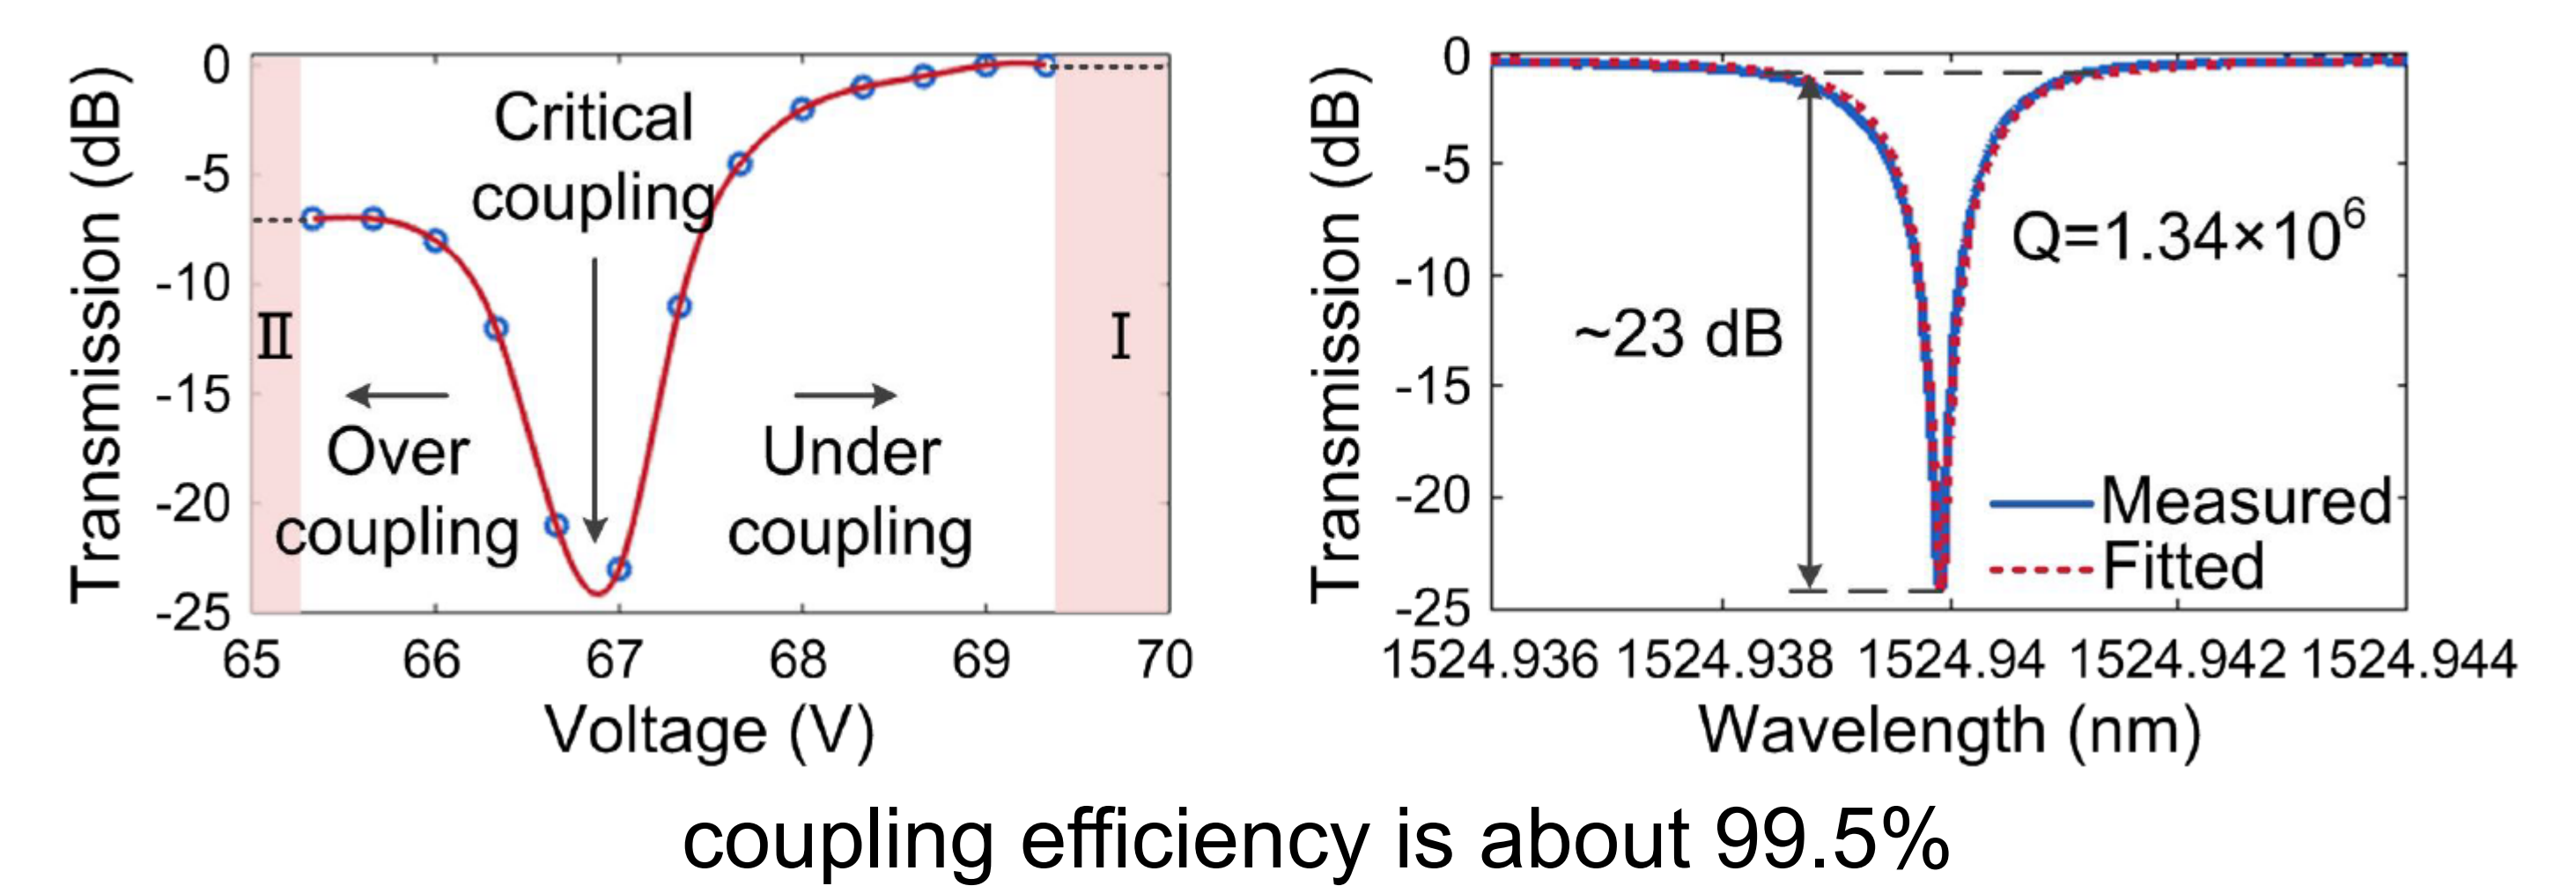 Transmission (dB)
0
-5
-10
-15
-20
-25
65 66 67 68 69 70
Voltage (V)
Critical
coupling
II
I
Over
coupling
Under
coupling
Transmission (dB)
0
-5
-10
-15
-20
-25
1524.936 1524.938 1524.94 1524.942 1524.944
Wavelength (nm)
Q=1.34×10⁶
~23 dB
Measured
Fitted
coupling efficiency is about 99.5%